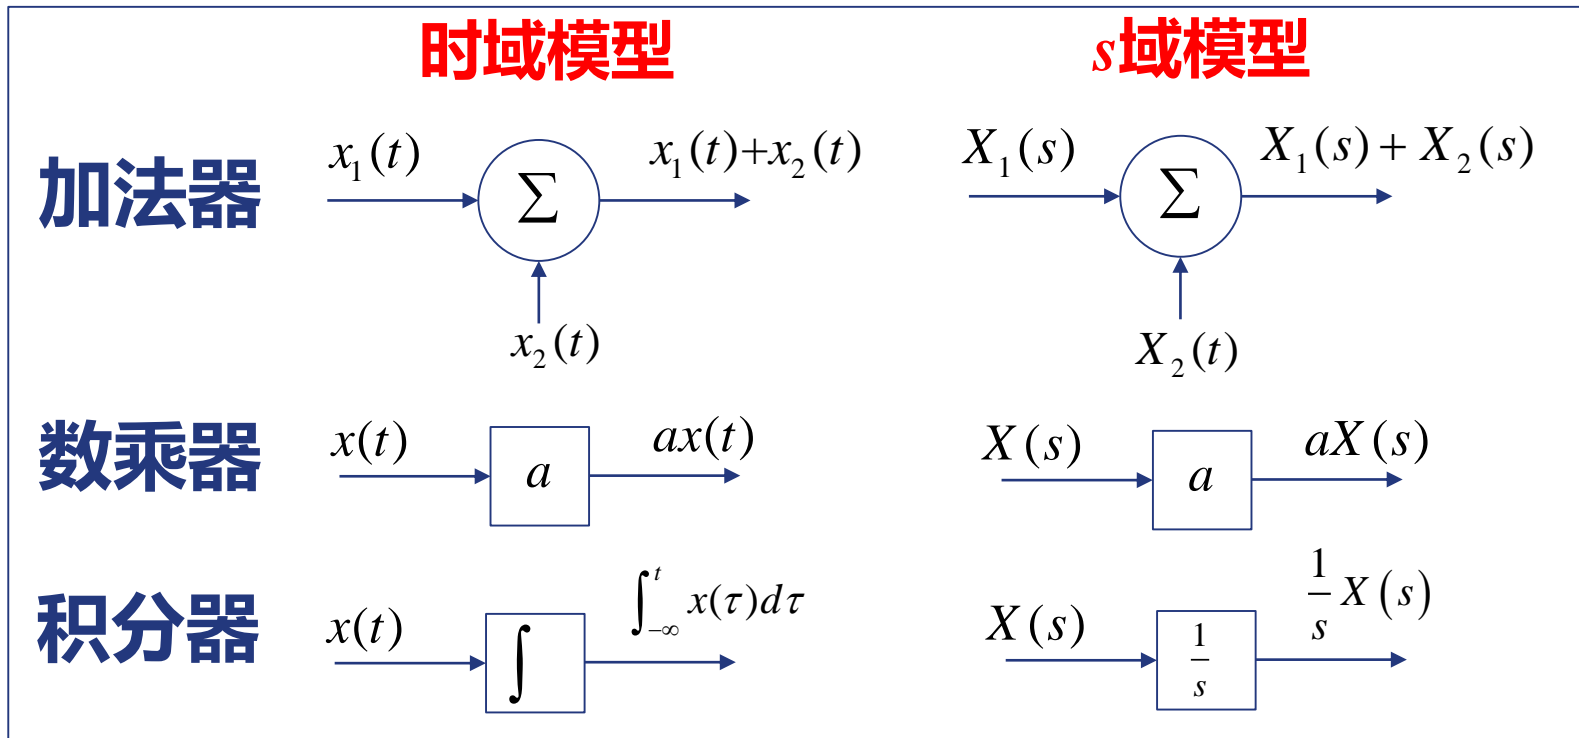 时域模型 s域模型
加法器 x₁(t) ∑ x₁(t)+x₂(t) X₁(s) ∑ X₁(s) + X₂(s)
x₂(t) X₂(t)
数乘器 x(t) a ax(t) X(s) a aX(s)
积分器 x(t) ∫ ∫_{-∞}^{t} x(τ)dτ X(s) 1/s 1/s X(s)